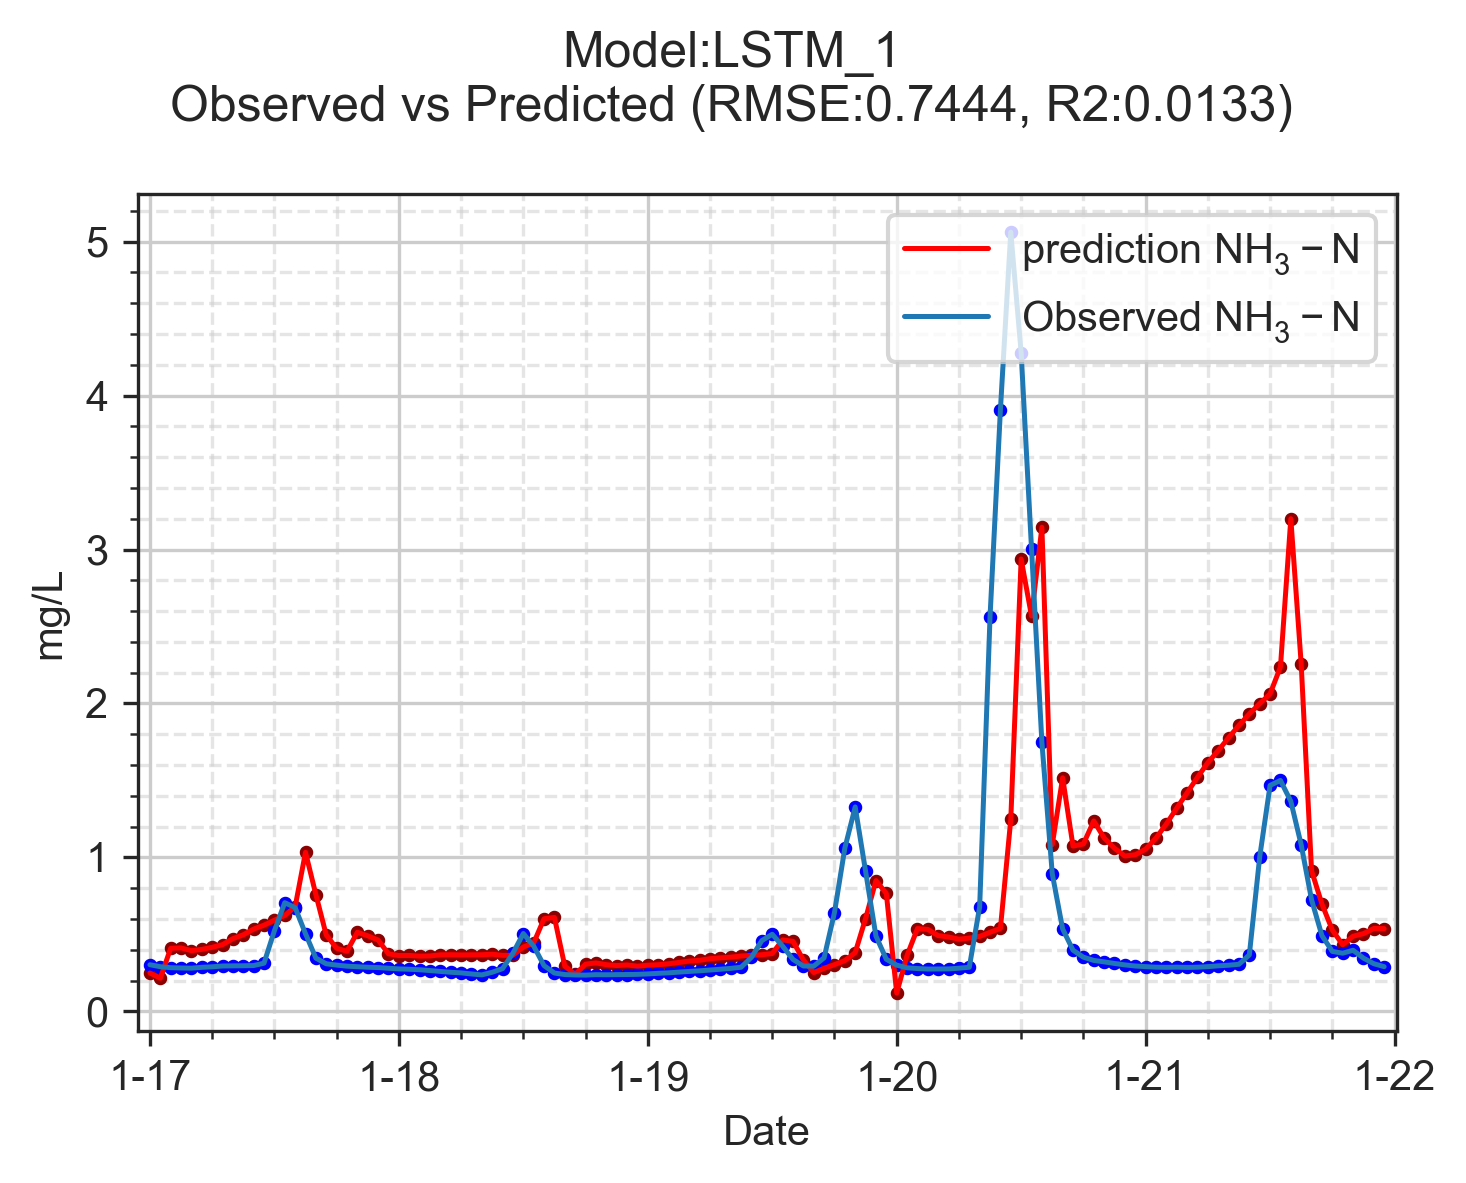 Model:LSTM_1
Observed vs Predicted (RMSE:0.7444, R2:0.0133)
prediction NH₃ − N
Observed NH₃ − N
5
4
3
2
1
0
mg/L
1-17 1-18 1-19 1-20 1-21 1-22
Date